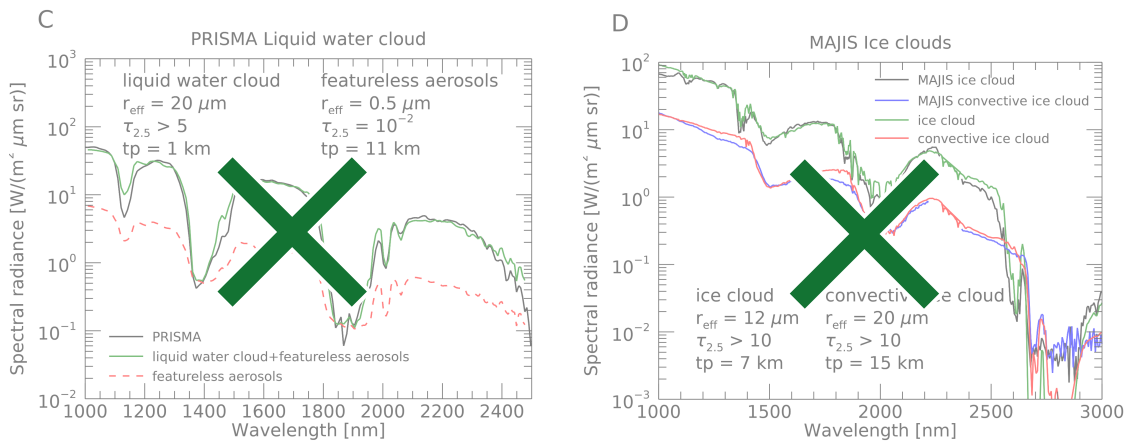 C
PRISMA Liquid water cloud
Spectral radiance [W/(m² μm sr)]
10³
10²
10¹
10⁰
10⁻¹
10⁻²
liquid water cloud
r_eff = 20 μm
τ_2.5 > 5
tp = 1 km
featureless aerosols
r_eff = 0.5 μm
τ_2.5 = 10⁻²
tp = 11 km
PRISMA
liquid water cloud+featureless aerosols
featureless aerosols
1000 1200 1400 1600 1800 2000 2200 2400
Wavelength [nm]
D
MAJIS Ice clouds
Spectral radiance [W/(m² μm sr)]
10²
10¹
10⁰
10⁻¹
10⁻²
10⁻³
MAJIS ice cloud
MAJIS convective ice cloud
ice cloud
convective ice cloud
ice cloud
r_eff = 12 μm
τ_2.5 > 10
tp = 7 km
convective ice cloud
r_eff = 20 μm
τ_2.5 > 10
tp = 15 km
1000 1500 2000 2500 3000
Wavelength [nm]